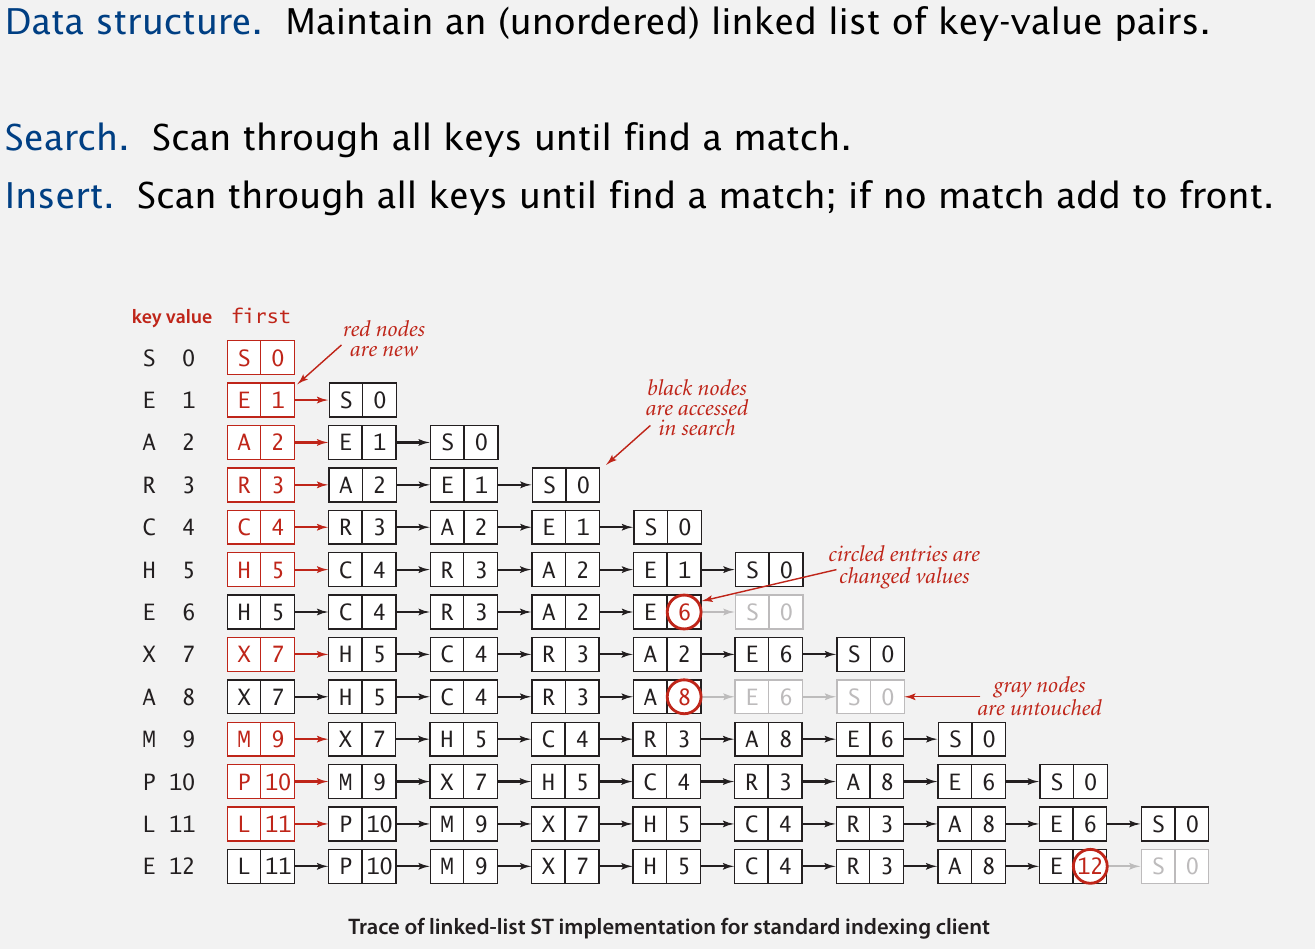 Data structure. Maintain an (unordered) linked list of key-value pairs.
Search. Scan through all keys until find a match.
Insert. Scan through all keys until find a match; if no match add to front.
key value first
red nodes
are new
S 0 S 0
black nodes
are accessed
in search
E 1 E 1 S 0
A 2 A 2 E 1 S 0
R 3 R 3 A 2 E 1 S 0
C 4 C 4 R 3 A 2 E 1 S 0
circled entries are
changed values
H 5 H 5 C 4 R 3 A 2 E 1 S 0
E 6 H 5 C 4 R 3 A 2 E 6 S 0
X 7 X 7 H 5 C 4 R 3 A 2 E 6 S 0
gray nodes
are untouched
A 8 X 7 H 5 C 4 R 3 A 8 E 6 S 0
M 9 M 9 X 7 H 5 C 4 R 3 A 8 E 6 S 0
P 10 P 10 M 9 X 7 H 5 C 4 R 3 A 8 E 6 S 0
L 11 L 11 P 10 M 9 X 7 H 5 C 4 R 3 A 8 E 6 S 0
E 12 L 11 P 10 M 9 X 7 H 5 C 4 R 3 A 8 E 12 S 0
Trace of linked-list ST implementation for standard indexing client